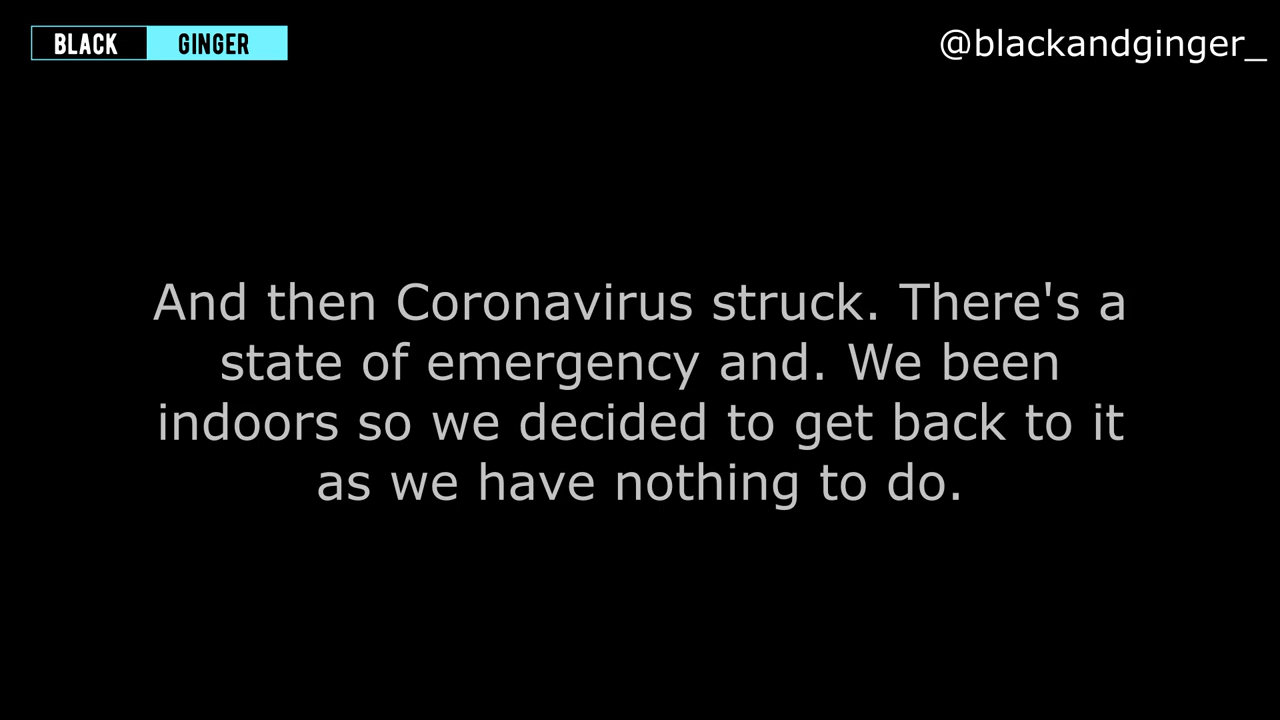 BLACK GINGER
@blackandginger_
And then Coronavirus struck. There's a
state of emergency and. We been
indoors so we decided to get back to it
as we have nothing to do.